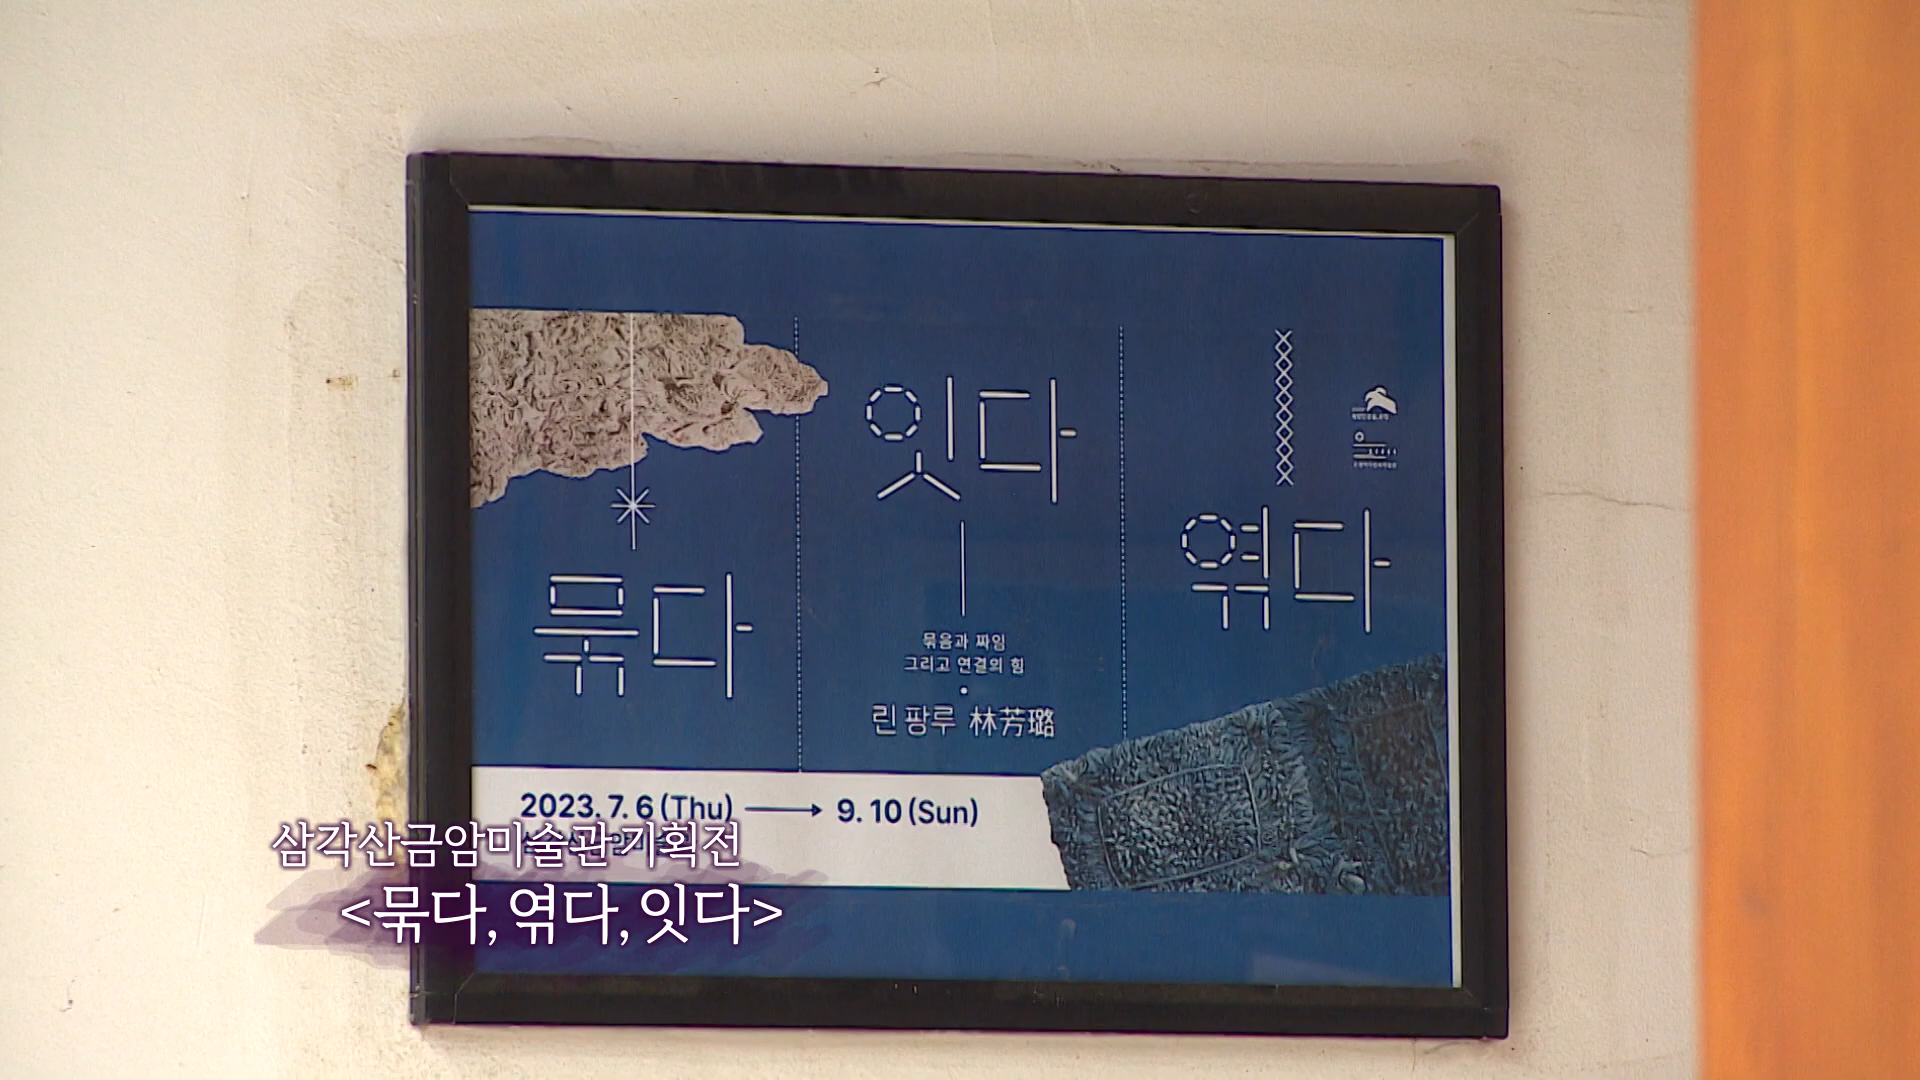 묶다
잇다
엮다
묶음과 짜임
그리고 연결의 힘
린 팡루 林芳璐
2023. 7. 6 (Thu) → 9. 10 (Sun)
삼각산금암미술관 기획전
<묶다, 엮다, 잇다>